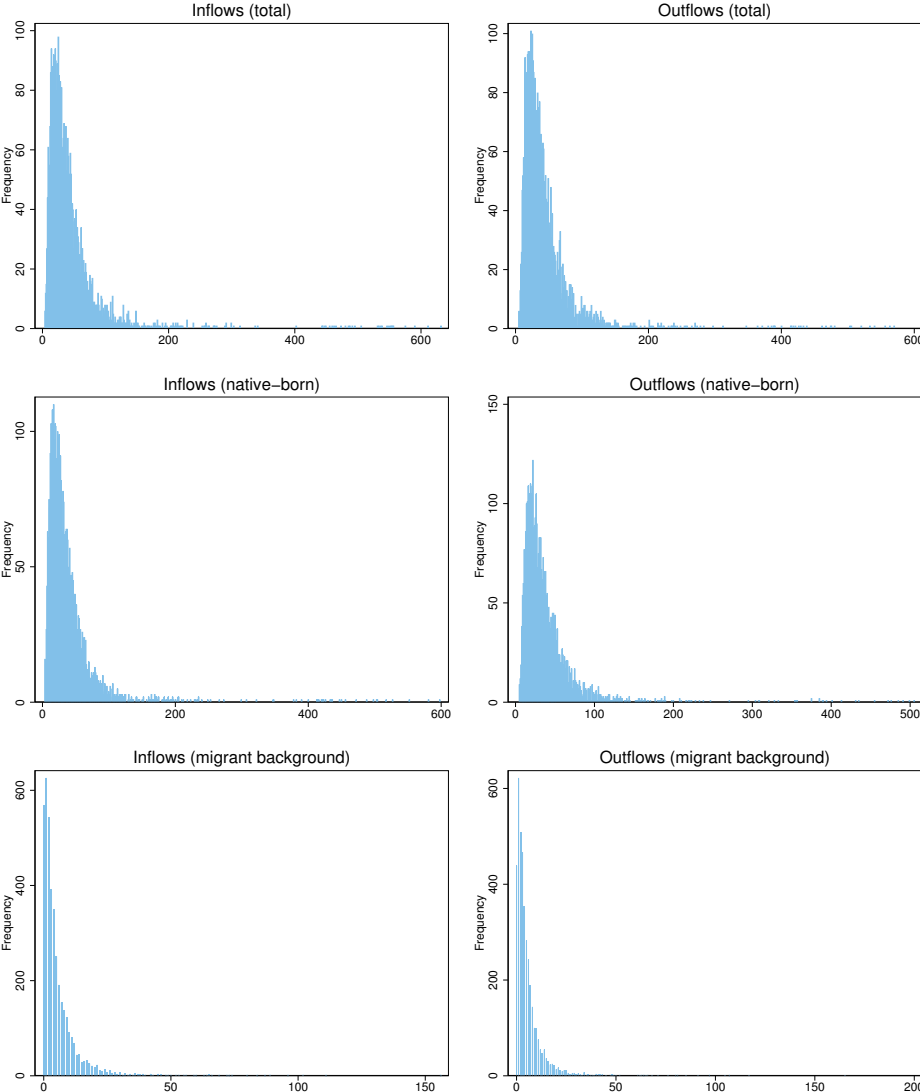 Inflows (total)
Frequency
0 20 40 60 80 100
0 200 400 600
Outflows (total)
Frequency
0 20 40 60 80 100
0 200 400 600
Inflows (native−born)
Frequency
0 50 100
0 200 400 600
Outflows (native−born)
Frequency
0 50 100 150
0 100 200 300 400 500
Inflows (migrant background)
Frequency
0 200 400 600
0 50 100 150
Outflows (migrant background)
Frequency
0 200 400 600
0 50 100 150 200